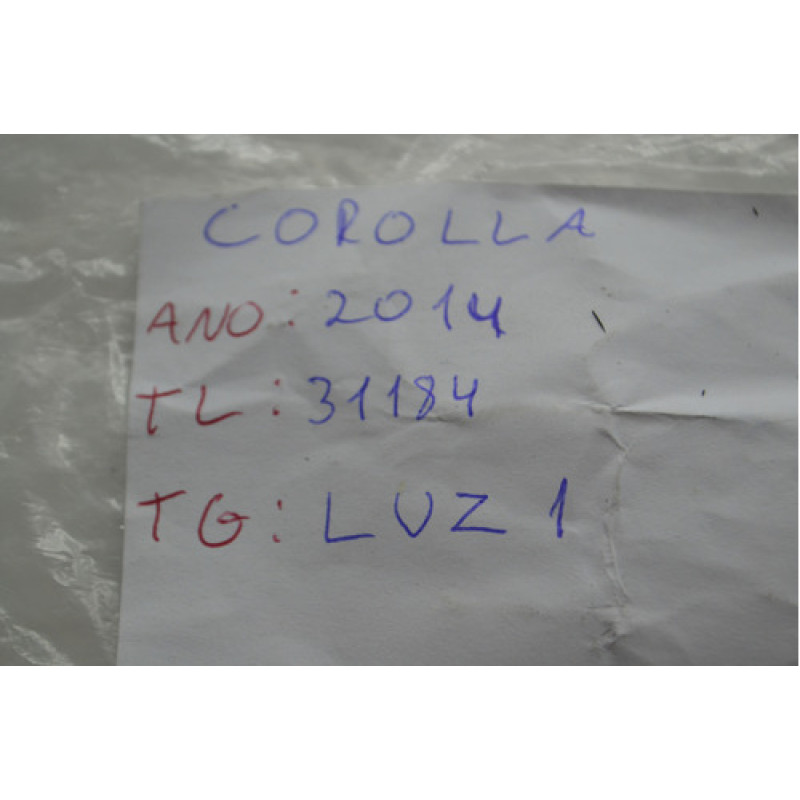 COROLLA
ANO: 2014
TL: 31184
TG: LUZ 1